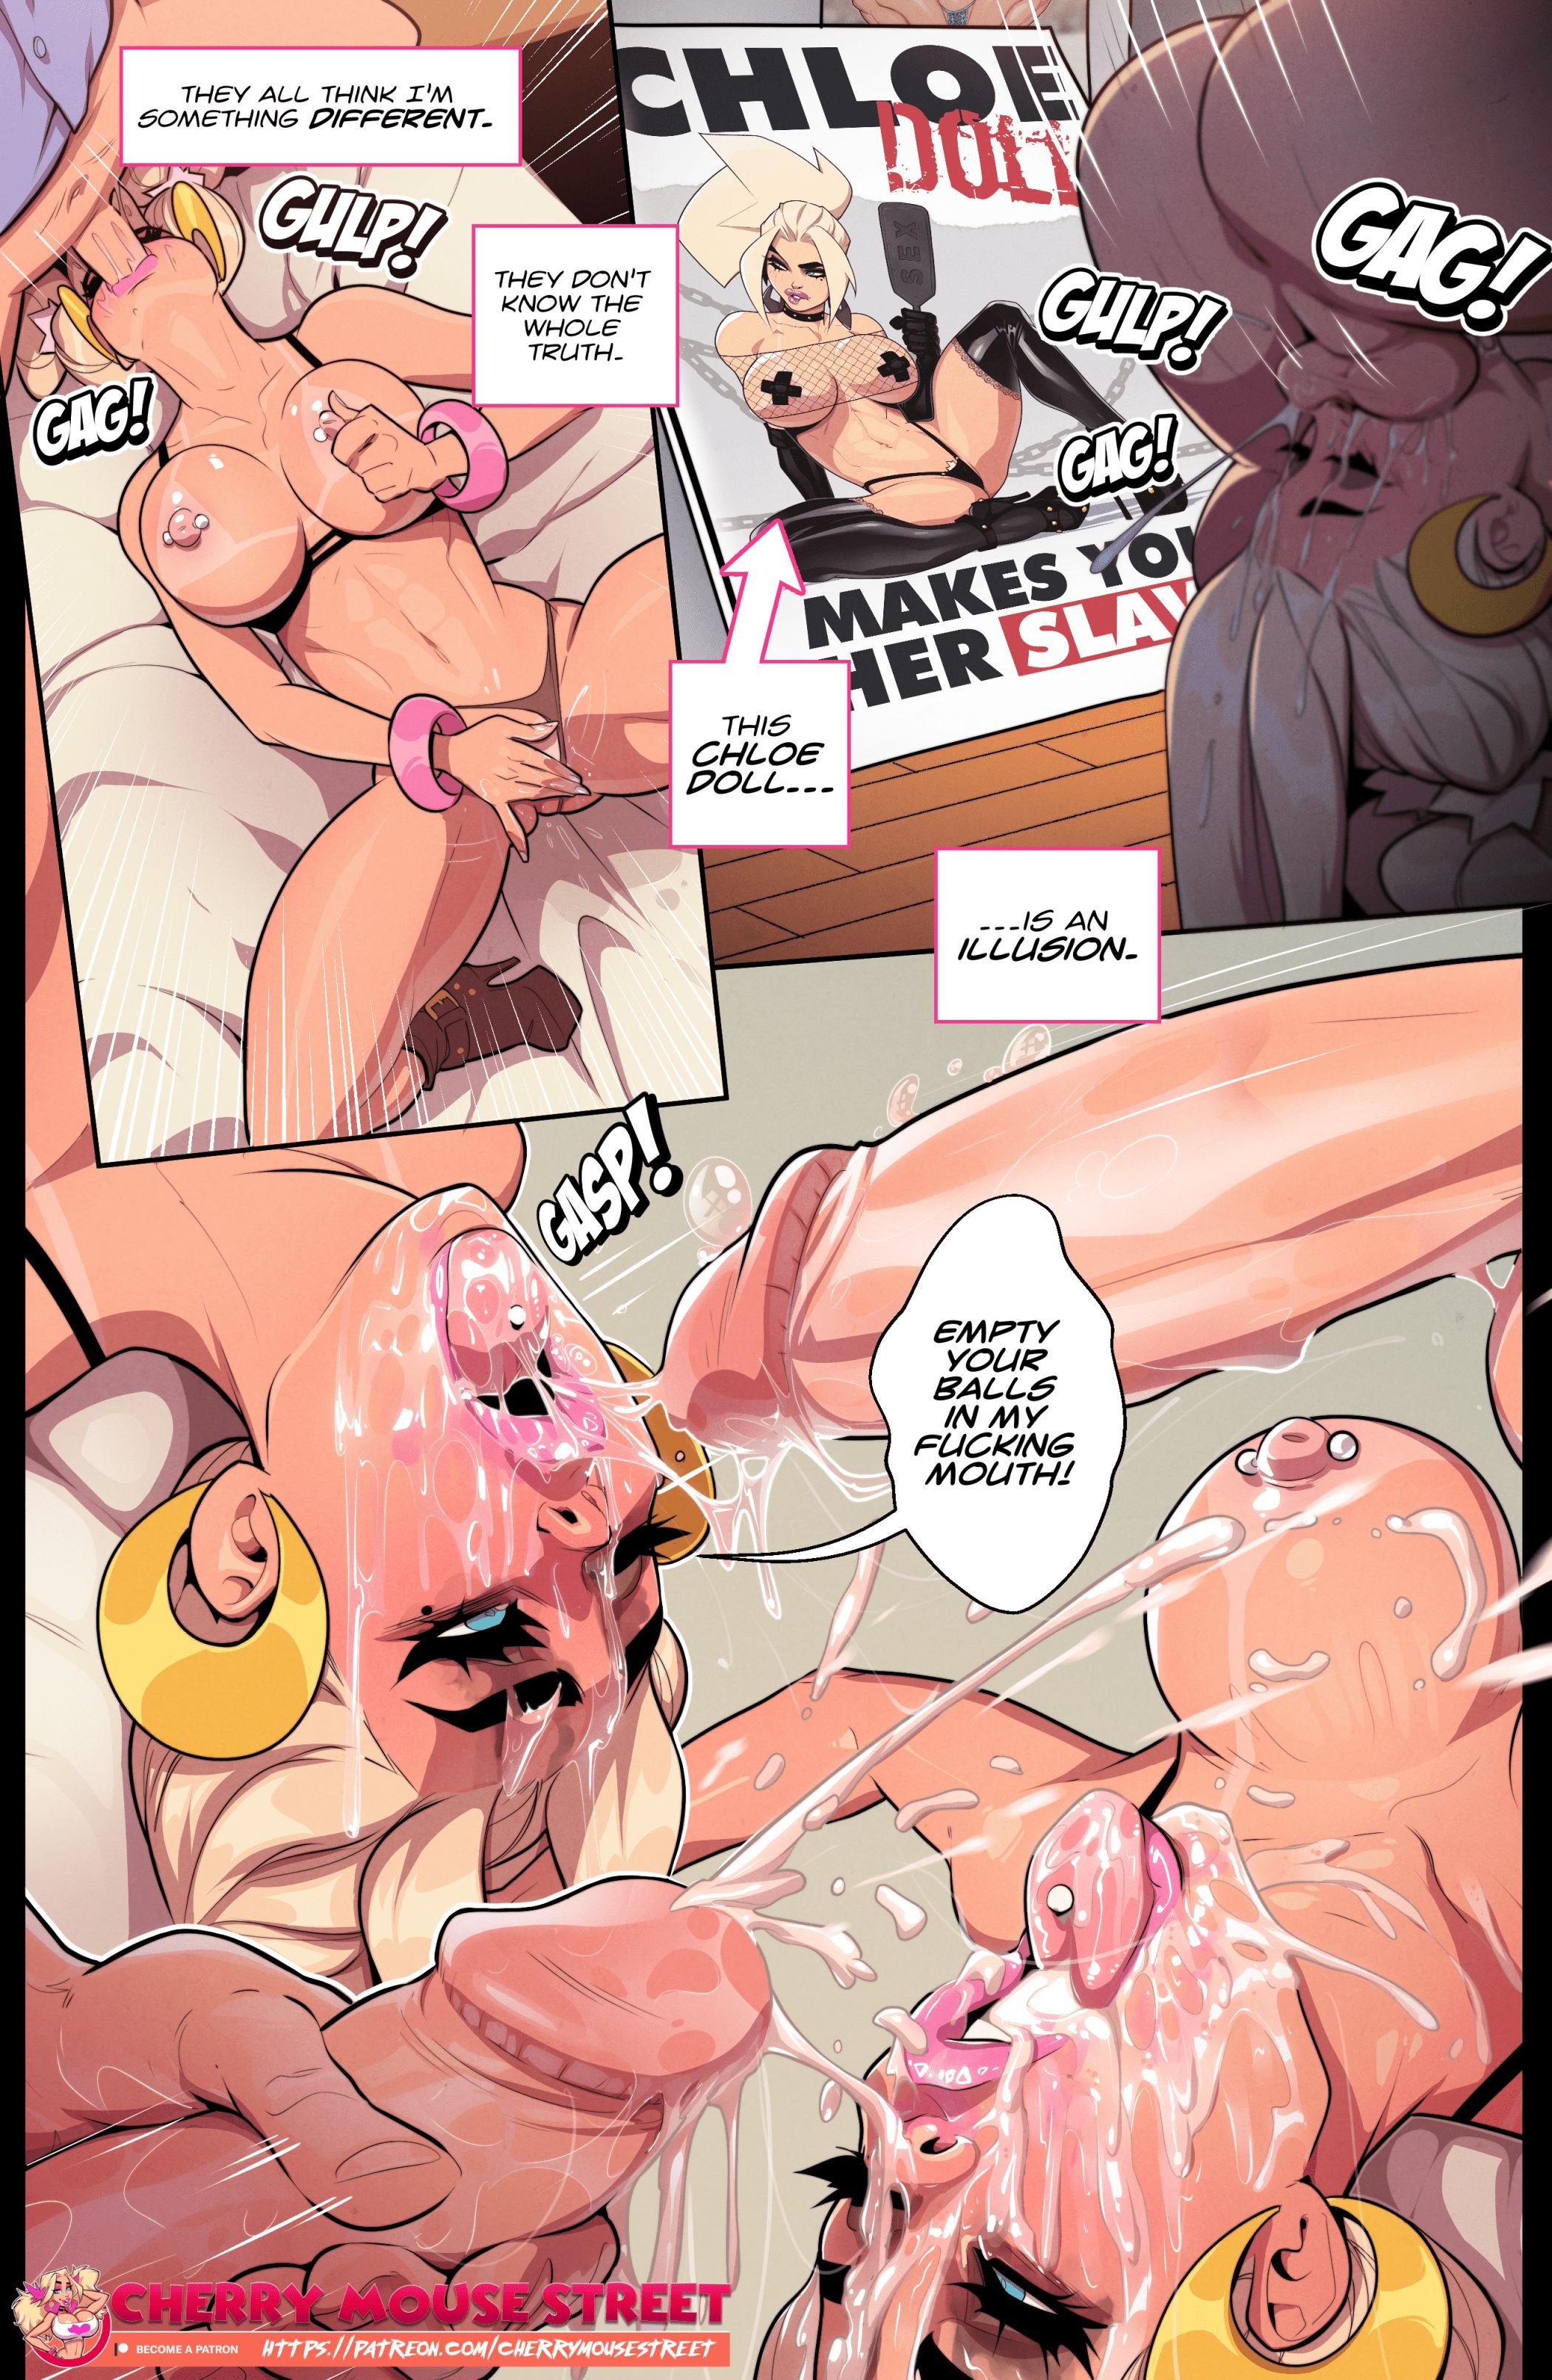 THEY ALL THINK I'M
SOMETHING DIFFERENT.
GULP!
GAG!
THEY DON'T
KNOW THE
WHOLE
TRUTH.
CHLOE
DOLL
SEX
GULP!
GAG!
GAG!
MAKES YOU
HER SLAV
THIS
CHLOE
DOLL...
...IS AN
ILLUSION.
GASP!
EMPTY
YOUR
BALLS
IN MY
FUCKING
MOUTH!
CHERRY MOUSE STREET
BECOME A PATRON HTTPS://PATREON.COM/CHERRYMOUSESTREET